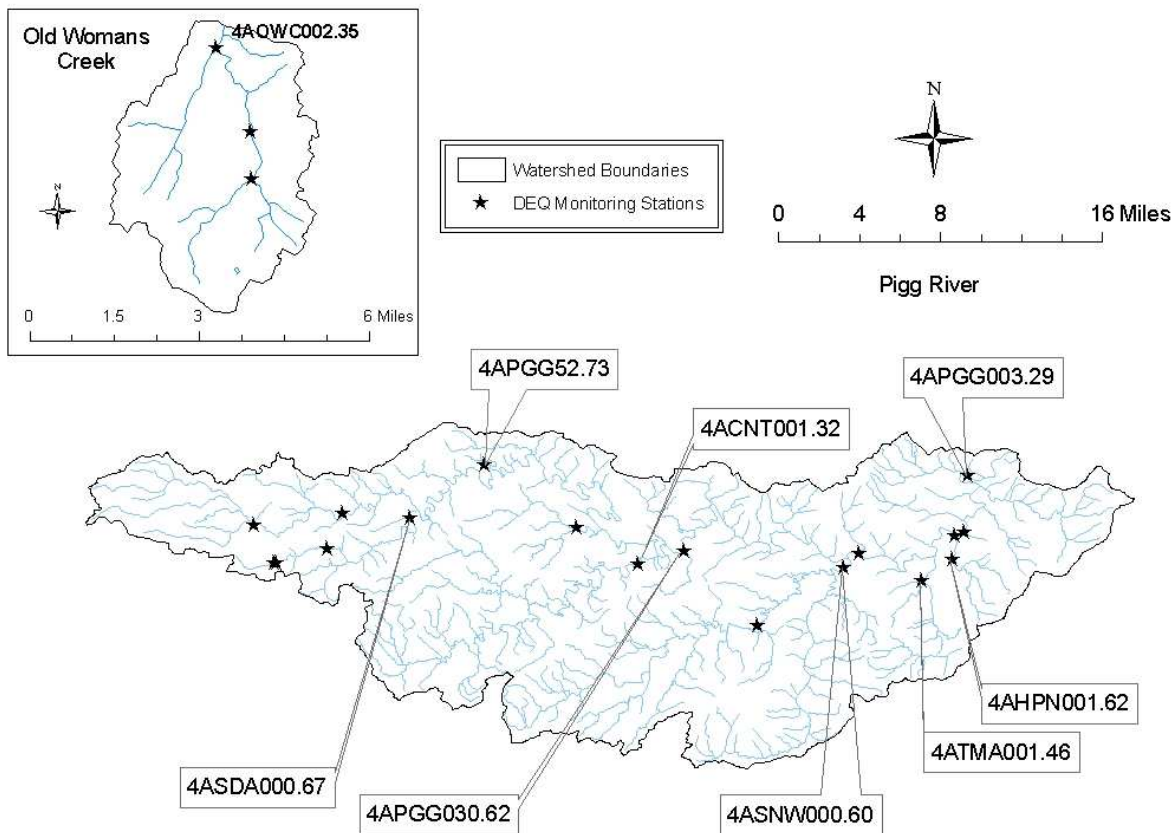 Old Womans
Creek
4AOWC002.35
N
0 1.5 3 6 Miles
Watershed Boundaries
DEQ Monitoring Stations
N
0 4 8 16 Miles
Pigg River
4APGG52.73
4APGG003.29
4ACNT001.32
4AHPN001.62
4ATMA001.46
4ASDA000.67
4APGG030.62
4ASNW000.60